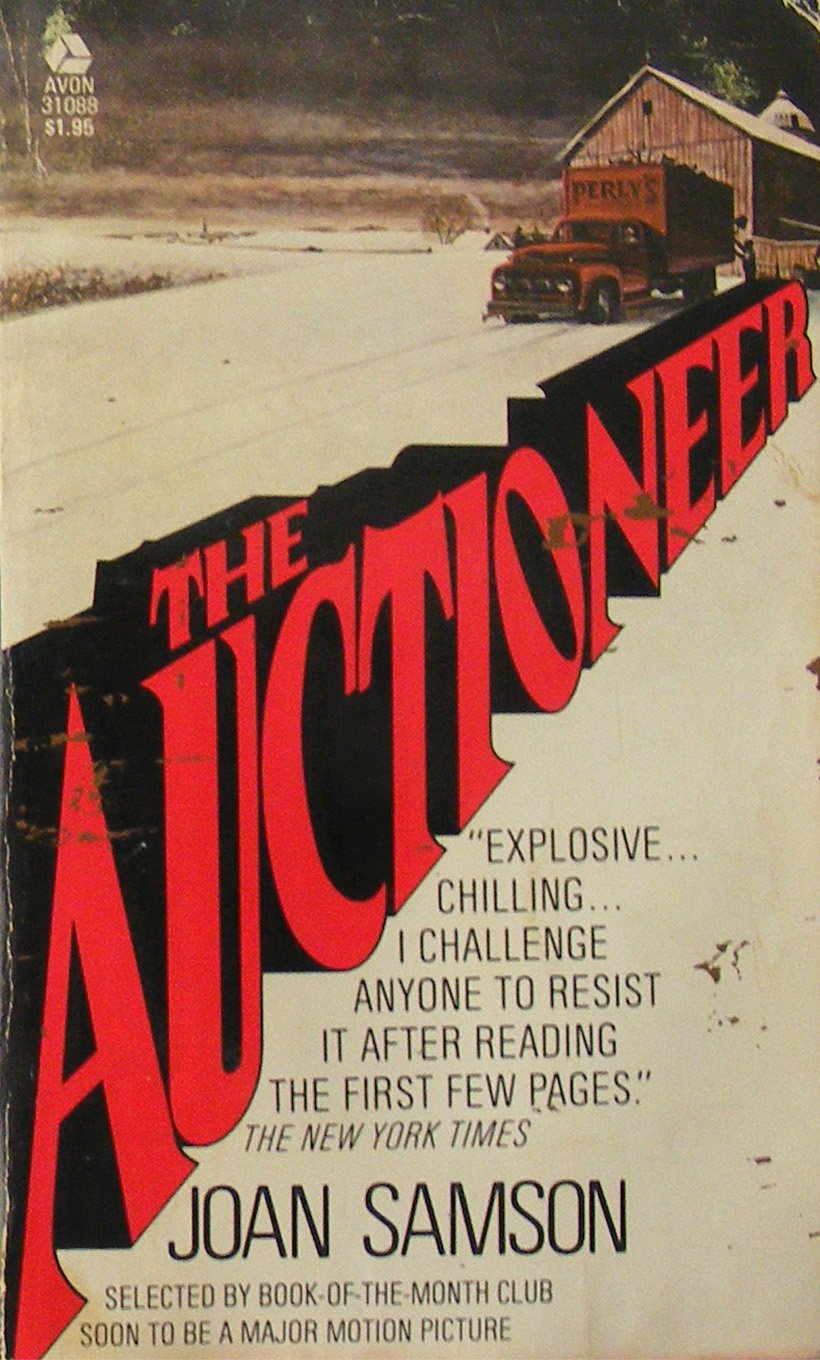 AVON
31088
$1.95
PERLY'S
THE
AUCTIONEER
"EXPLOSIVE...
CHILLING...
I CHALLENGE
ANYONE TO RESIST
IT AFTER READING
THE FIRST FEW PAGES."
THE NEW YORK TIMES
JOAN SAMSON
SELECTED BY BOOK-OF-THE-MONTH CLUB
SOON TO BE A MAJOR MOTION PICTURE